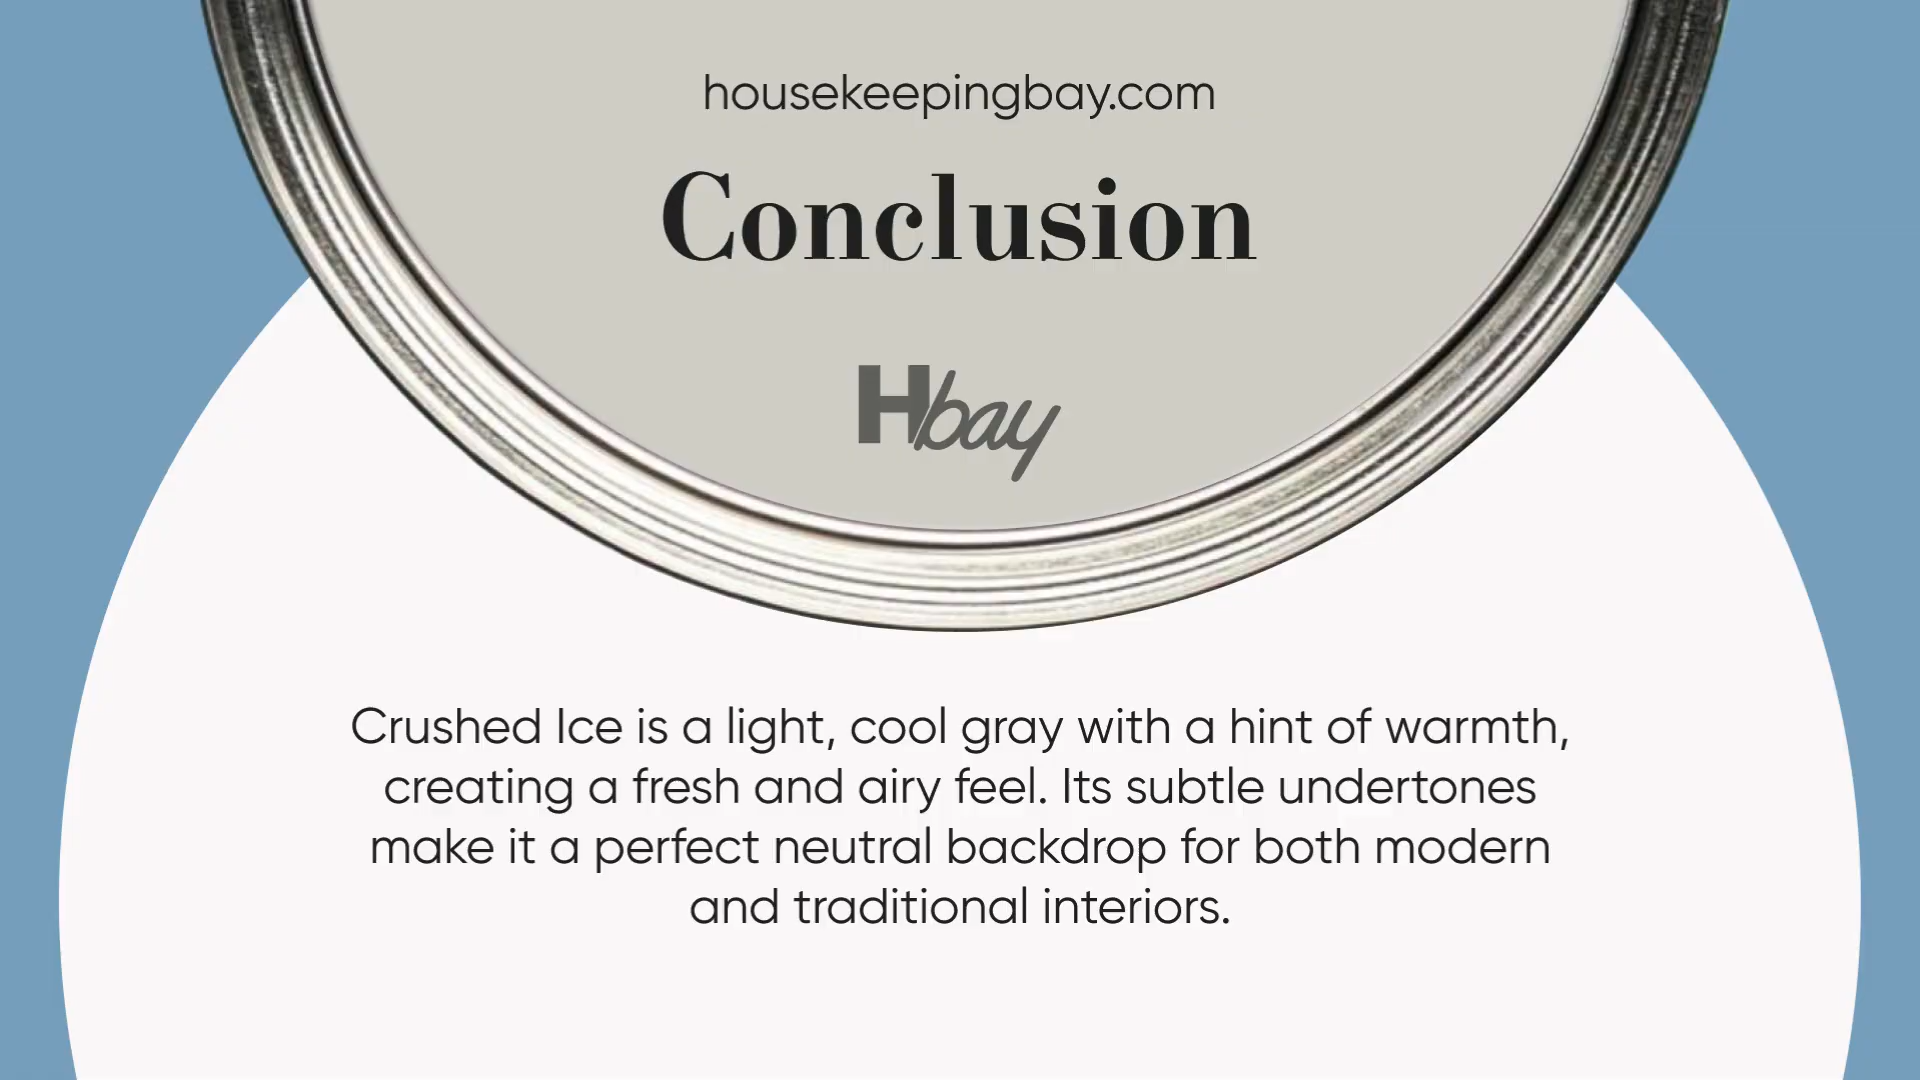 housekeepingbay.com
Conclusion
Hbay
Crushed Ice is a light, cool gray with a hint of warmth,
creating a fresh and airy feel. Its subtle undertones
make it a perfect neutral backdrop for both modern
and traditional interiors.